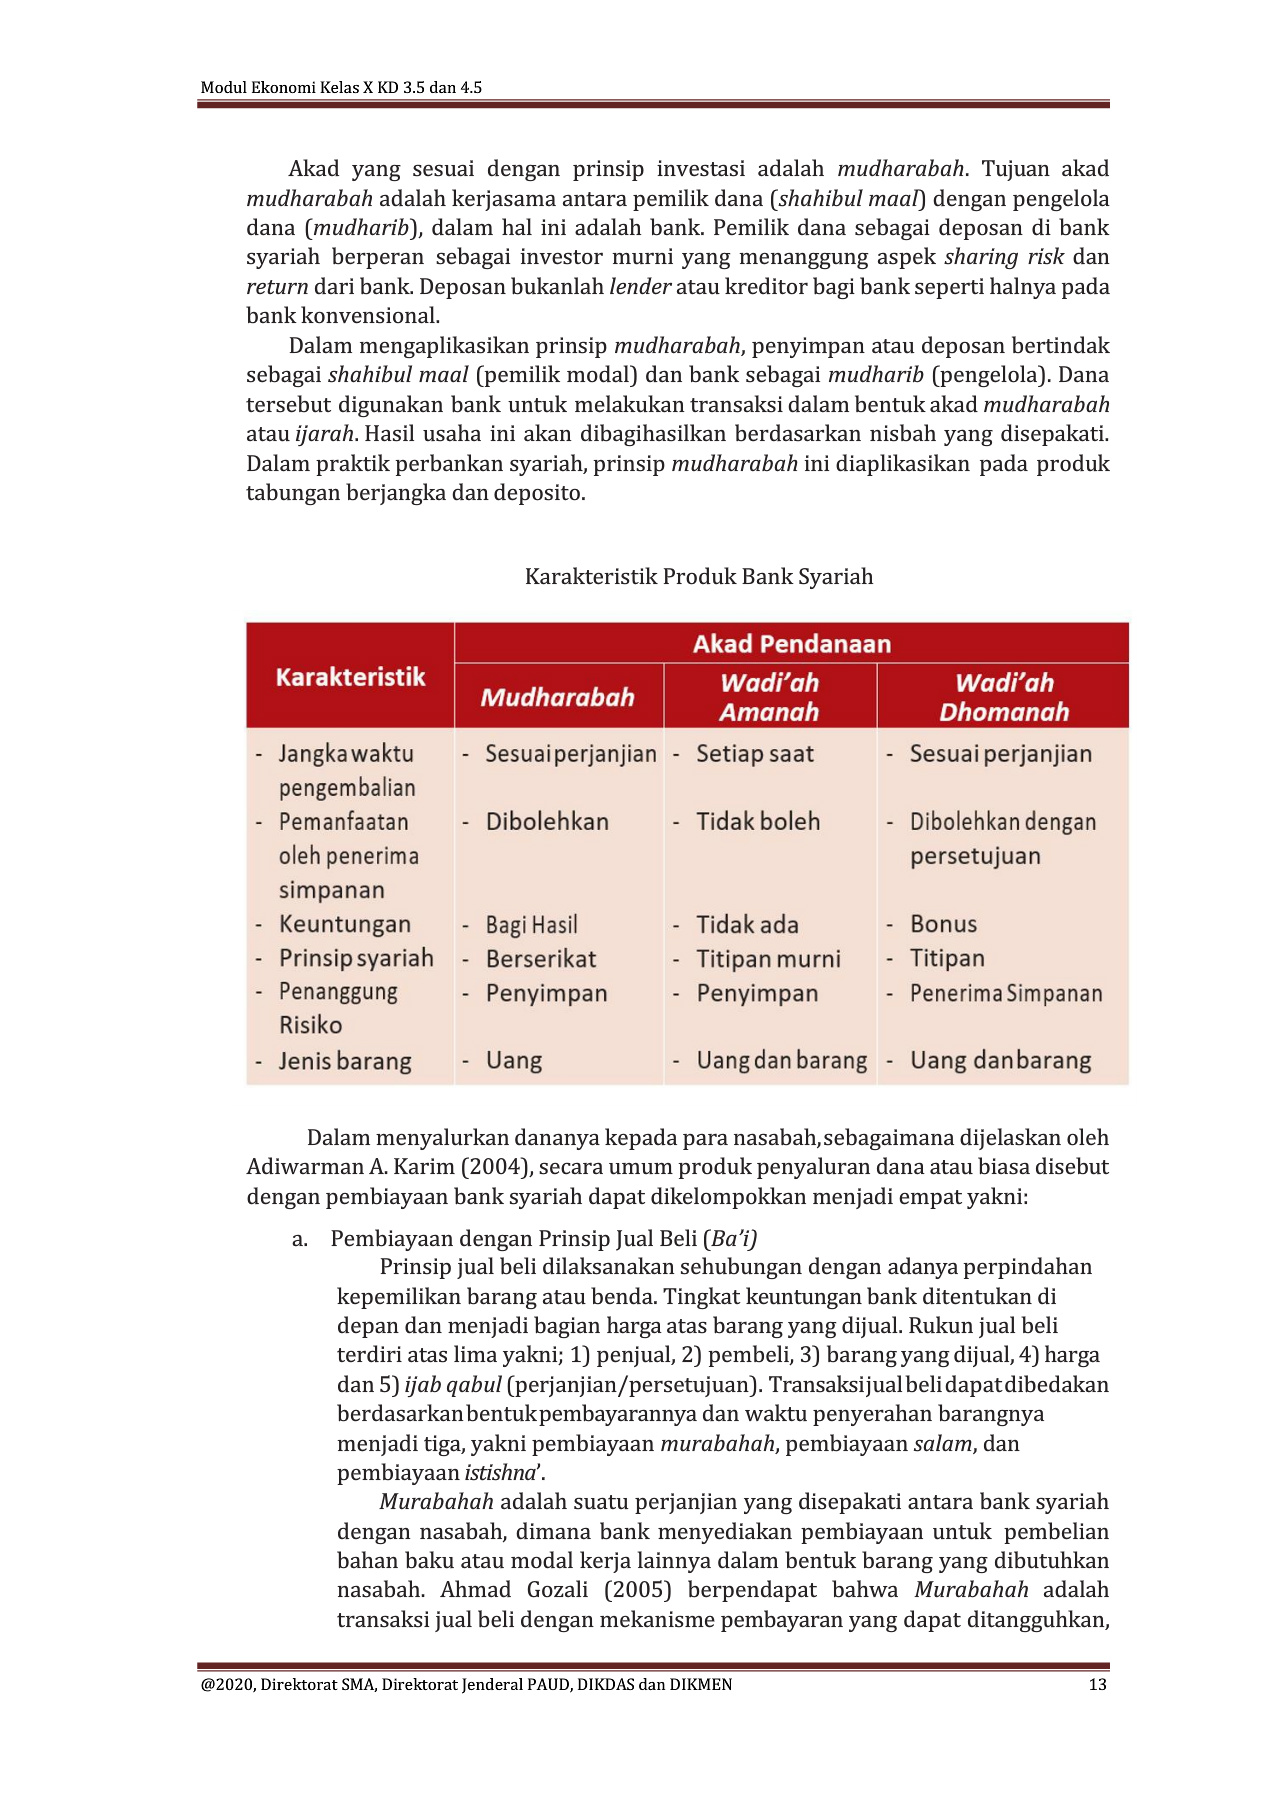 Modul Ekonomi Kelas X KD 3.5 dan 4.5
Akad yang sesuai dengan prinsip investasi adalah mudharabah. Tujuan akad
mudharabah adalah kerjasama antara pemilik dana (shahibul maal) dengan pengelola
dana (mudharib), dalam hal ini adalah bank. Pemilik dana sebagai deposan di bank
syariah berperan sebagai investor murni yang menanggung aspek sharing risk dan
return dari bank. Deposan bukanlah lender atau kreditor bagi bank seperti halnya pada
bank konvensional.
Dalam mengaplikasikan prinsip mudharabah, penyimpan atau deposan bertindak
sebagai shahibul maal (pemilik modal) dan bank sebagai mudharib (pengelola). Dana
tersebut digunakan bank untuk melakukan transaksi dalam bentuk akad mudharabah
atau ijarah. Hasil usaha ini akan dibagihasilkan berdasarkan nisbah yang disepakati.
Dalam praktik perbankan syariah, prinsip mudharabah ini diaplikasikan pada produk
tabungan berjangka dan deposito.
Karakteristik Produk Bank Syariah
Karakteristik
Akad Pendanaan
Mudharabah
Wadi'ah
Amanah
Wadi'ah
Dhomanah
- Jangka waktu
pengembalian
- Sesuai perjanjian
- Setiap saat
- Sesuai perjanjian
- Pemanfaatan
oleh penerima
simpanan
- Dibolehkan
- Tidak boleh
- Dibolehkan dengan
persetujuan
- Keuntungan
- Bagi Hasil
- Tidak ada
- Bonus
- Prinsip syariah
- Berserikat
- Titipan murni
- Titipan
- Penanggung
Risiko
- Penyimpan
- Penyimpan
- Penerima Simpanan
- Jenis barang
- Uang
- Uang dan barang
- Uang dan barang
Dalam menyalurkan dananya kepada para nasabah, sebagaimana dijelaskan oleh
Adiwarman A. Karim (2004), secara umum produk penyaluran dana atau biasa disebut
dengan pembiayaan bank syariah dapat dikelompokkan menjadi empat yakni:
a. Pembiayaan dengan Prinsip Jual Beli (Ba'i)
Prinsip jual beli dilaksanakan sehubungan dengan adanya perpindahan
kepemilikan barang atau benda. Tingkat keuntungan bank ditentukan di
depan dan menjadi bagian harga atas barang yang dijual. Rukun jual beli
terdiri atas lima yakni; 1) penjual, 2) pembeli, 3) barang yang dijual, 4) harga
dan 5) ijab qabul (perjanjian/persetujuan). Transaksi jual beli dapat dibedakan
berdasarkan bentuk pembayarannya dan waktu penyerahan barangnya
menjadi tiga, yakni pembiayaan murabahah, pembiayaan salam, dan
pembiayaan istishna’.
Murabahah adalah suatu perjanjian yang disepakati antara bank syariah
dengan nasabah, dimana bank menyediakan pembiayaan untuk pembelian
bahan baku atau modal kerja lainnya dalam bentuk barang yang dibutuhkan
nasabah. Ahmad Gozali (2005) berpendapat bahwa Murabahah adalah
transaksi jual beli dengan mekanisme pembayaran yang dapat ditangguhkan,
@2020, Direktorat SMA, Direktorat Jenderal PAUD, DIKDAS dan DIKMEN 13